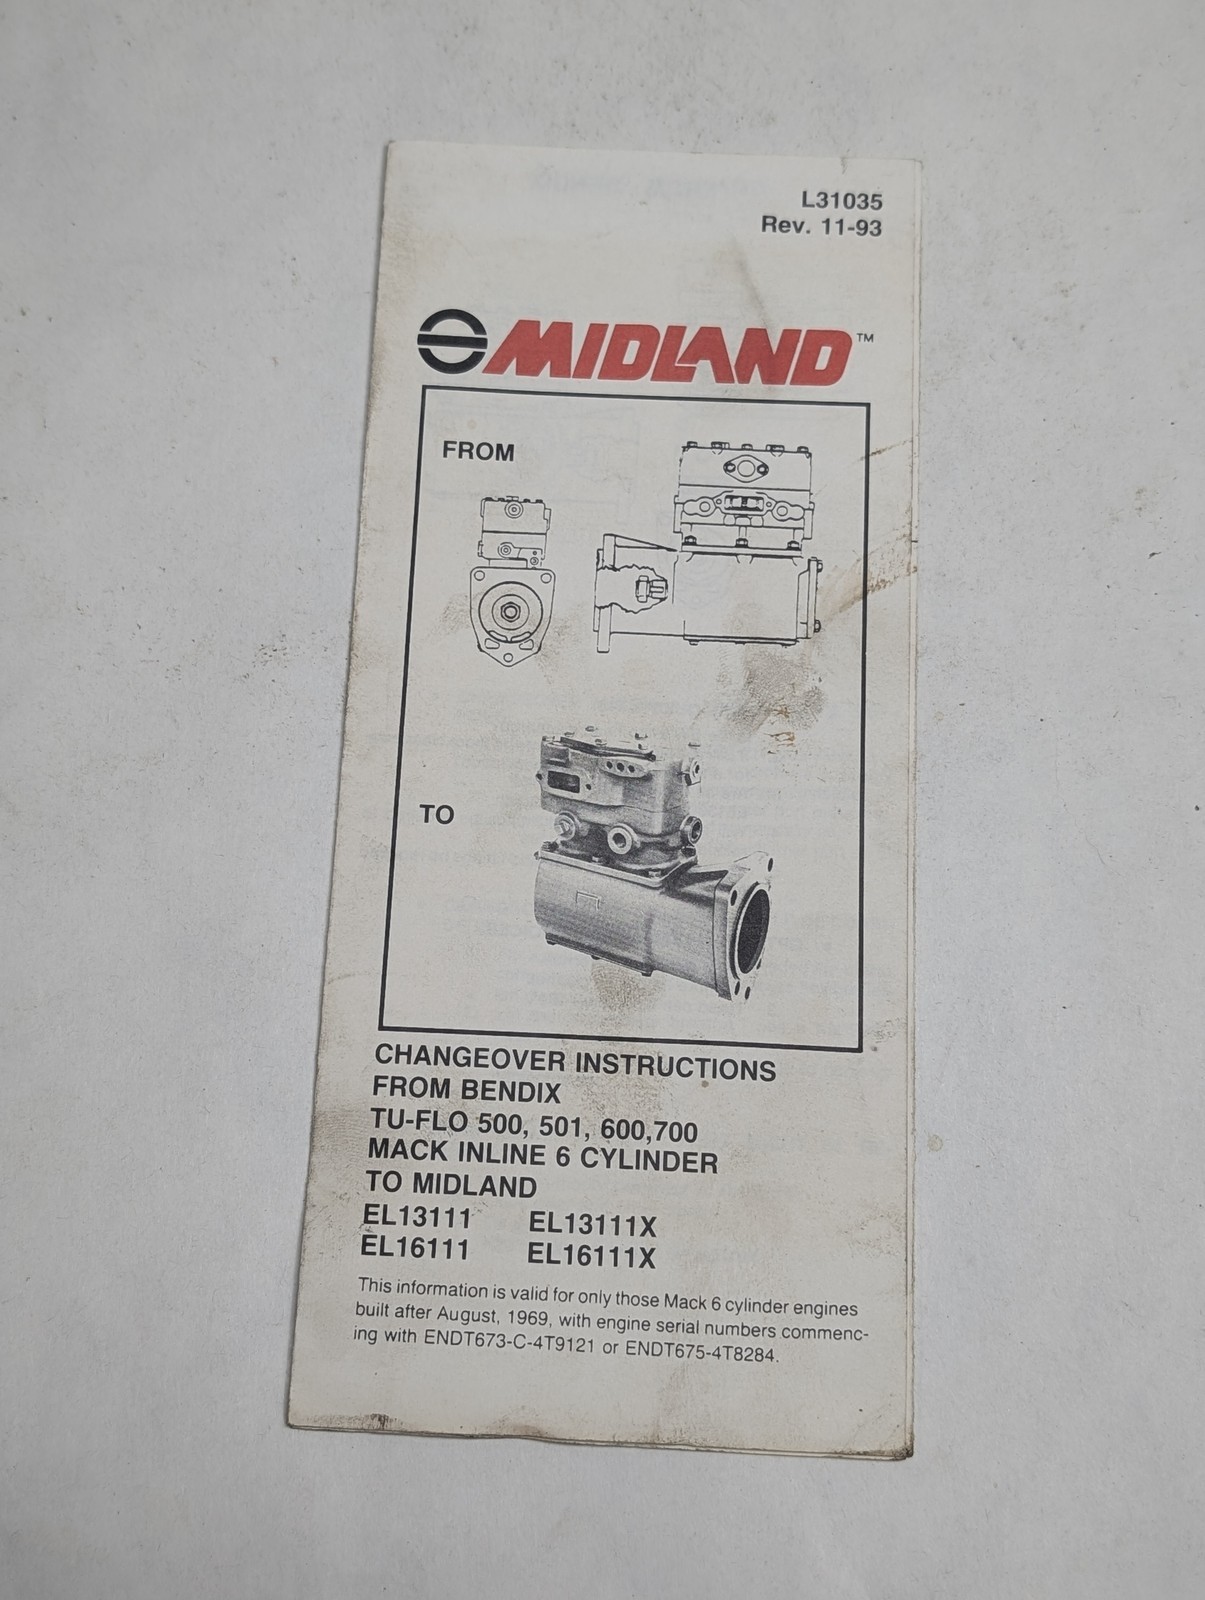 L31035
Rev. 11-93
MIDLAND™
FROM
TO
CHANGEOVER INSTRUCTIONS
FROM BENDIX
TU-FLO 500, 501, 600,700
MACK INLINE 6 CYLINDER
TO MIDLAND
EL13111 EL13111X
EL16111 EL16111X
This information is valid for only those Mack 6 cylinder engines
built after August, 1969, with engine serial numbers commenc-
ing with ENDT673-C-4T9121 or ENDT675-4T8284.